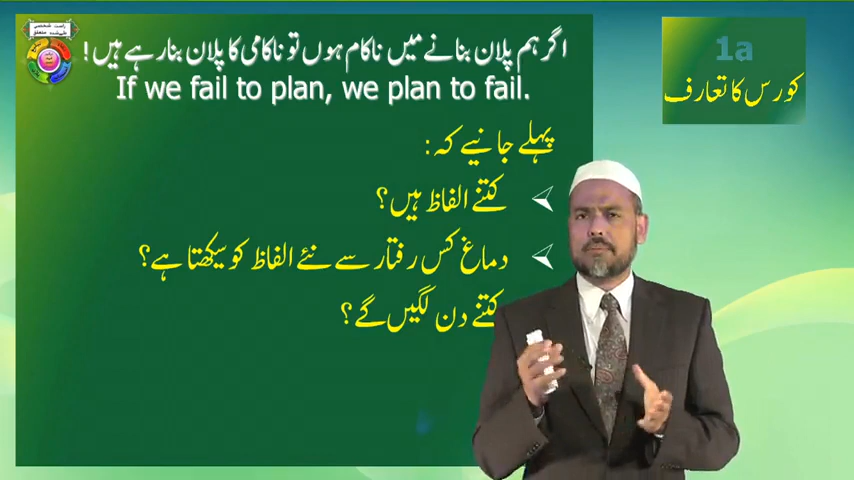 اگر ہم پلان بنانے میں ناکام ہوں تو ناکامی کا پلان بنا رہے ہیں!
If we fail to plan, we plan to fail.
1a
کورس کا تعارف
پہلے جانیے کہ:
کتنے الفاظ ہیں؟
دماغ کس رفتار سے نئے الفاظ کو سیکھتا ہے؟
کتنے دن لگیں گے؟